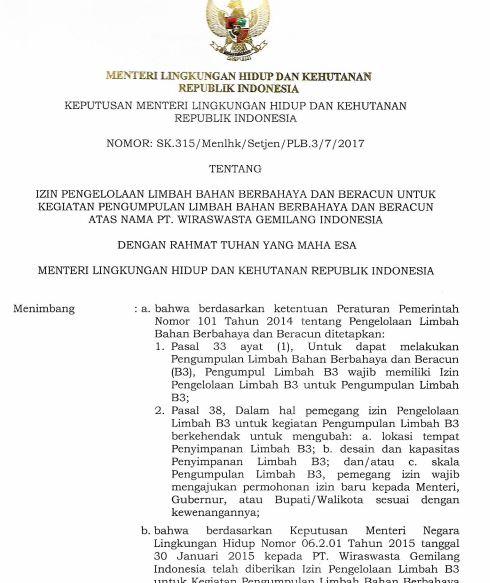 MENTERI LINGKUNGAN HIDUP DAN KEHUTANAN
REPUBLIK INDONESIA
KEPUTUSAN MENTERI LINGKUNGAN HIDUP DAN KEHUTANAN
REPUBLIK INDONESIA
NOMOR: SK.315/Menlhk/Setjen/PLB.3/7/2017
TENTANG
IZIN PENGELOLAAN LIMBAH BAHAN BERBAHAYA DAN BERACUN UNTUK
KEGIATAN PENGUMPULAN LIMBAH BAHAN BERBAHAYA DAN BERACUN
ATAS NAMA PT. WIRASWASTA GEMILANG INDONESIA
DENGAN RAHMAT TUHAN YANG MAHA ESA
MENTERI LINGKUNGAN HIDUP DAN KEHUTANAN REPUBLIK INDONESIA
Menimbang : a. bahwa berdasarkan ketentuan Peraturan Pemerintah
Nomor 101 Tahun 2014 tentang Pengelolaan Limbah
Bahan Berbahaya dan Beracun ditetapkan:
1. Pasal 33 ayat (1), Untuk dapat melakukan
Pengumpulan Limbah Bahan Berbahaya dan Beracun
(B3), Pengumpul Limbah B3 wajib memiliki Izin
Pengelolaan Limbah B3 untuk Pengumpulan Limbah
B3;
2. Pasal 38, Dalam hal pemegang izin Pengelolaan
Limbah B3 untuk kegiatan Pengumpulan Limbah B3
berkehendak untuk mengubah: a. lokasi tempat
Penyimpanan Limbah B3; b. desain dan kapasitas
Penyimpanan Limbah B3; dan/atau c. skala
Pengumpulan Limbah B3, pemegang izin wajib
mengajukan permohonan izin baru kepada Menteri,
Gubernur, atau Bupati/Walikota sesuai dengan
kewenangannya;
b. bahwa berdasarkan Keputusan Menteri Negara
Lingkungan Hidup Nomor 06.2.01 Tahun 2015 tanggal
30 Januari 2015 kepada PT. Wiraswasta Gemilang
Indonesia telah diberikan Izin Pengelolaan Limbah B3
untuk Kegiatan Pengumpulan Limbah Bahan Berbahaya